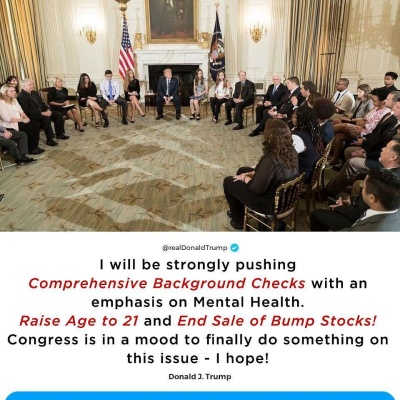 @realDonaldTrump
I will be strongly pushing
Comprehensive Background Checks with an
emphasis on Mental Health.
Raise Age to 21 and End Sale of Bump Stocks!
Congress is in a mood to finally do something on
this issue - I hope!
Donald J. Trump